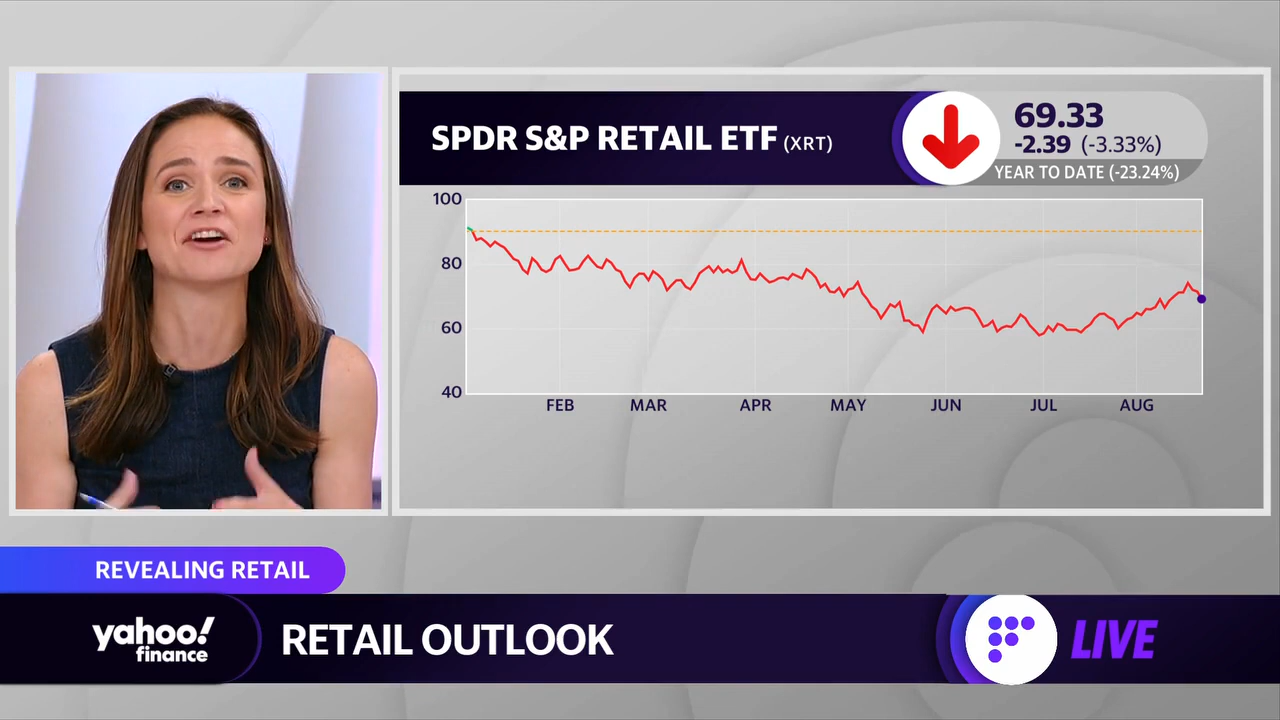 SPDR S&P RETAIL ETF (XRT)
69.33
-2.39 (-3.33%)
YEAR TO DATE (-23.24%)
100
80
60
40
FEB MAR APR MAY JUN JUL AUG
REVEALING RETAIL
yahoo!
finance
RETAIL OUTLOOK
LIVE